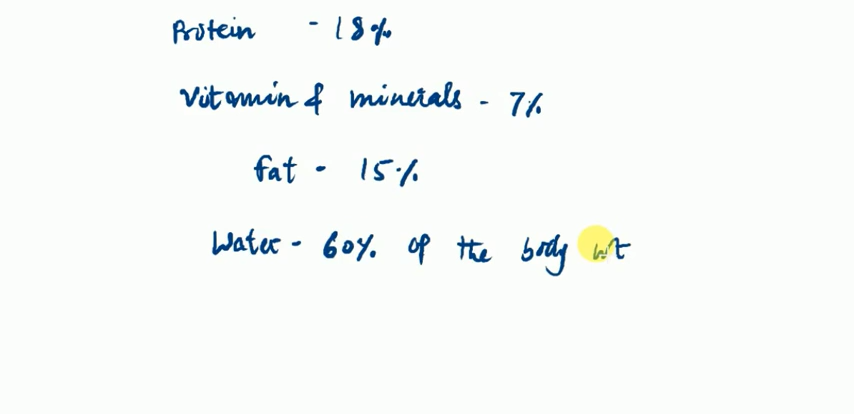 Protein - 18%
Vitamin & minerals - 7%
fat - 15%
Water - 60% of the body wt